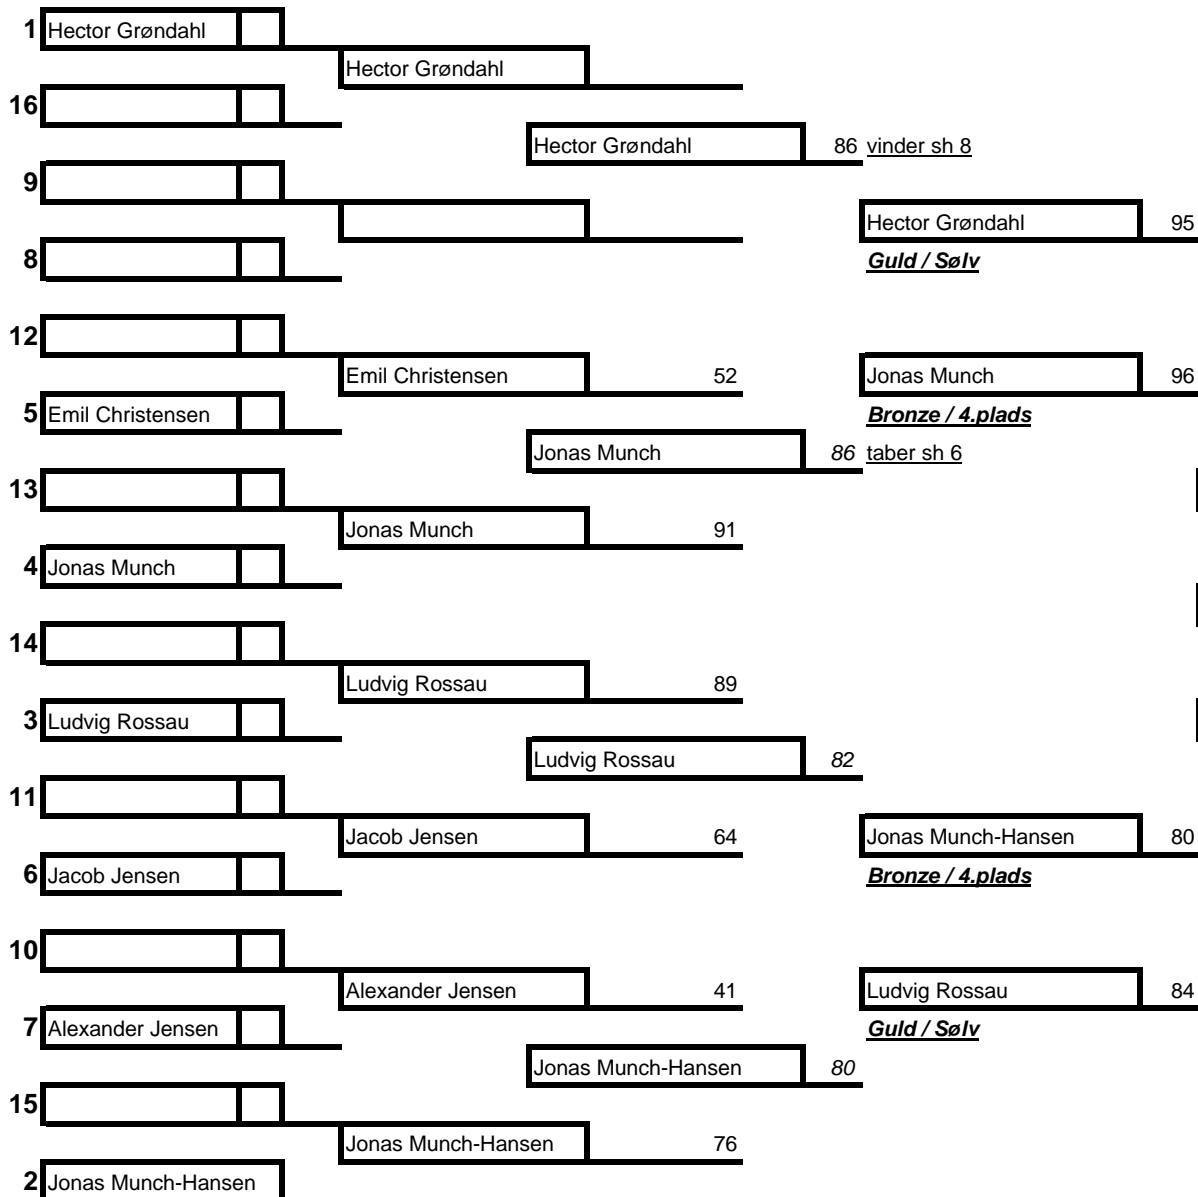 1 Hector Grøndahl
Hector Grøndahl
16
Hector Grøndahl 86 vinder sh 8
9
Hector Grøndahl 95
8 Guld / Sølv
12
Emil Christensen 52 Jonas Munch 96
5 Emil Christensen Bronze / 4.plads
Jonas Munch 86 taber sh 6
13
Jonas Munch 91
4 Jonas Munch
14
Ludvig Rossau 89
3 Ludvig Rossau
Ludvig Rossau 82
11
Jacob Jensen 64 Jonas Munch-Hansen 80
6 Jacob Jensen Bronze / 4.plads
10
Alexander Jensen 41 Ludvig Rossau 84
7 Alexander Jensen Guld / Sølv
Jonas Munch-Hansen 80
15
Jonas Munch-Hansen 76
2 Jonas Munch-Hansen